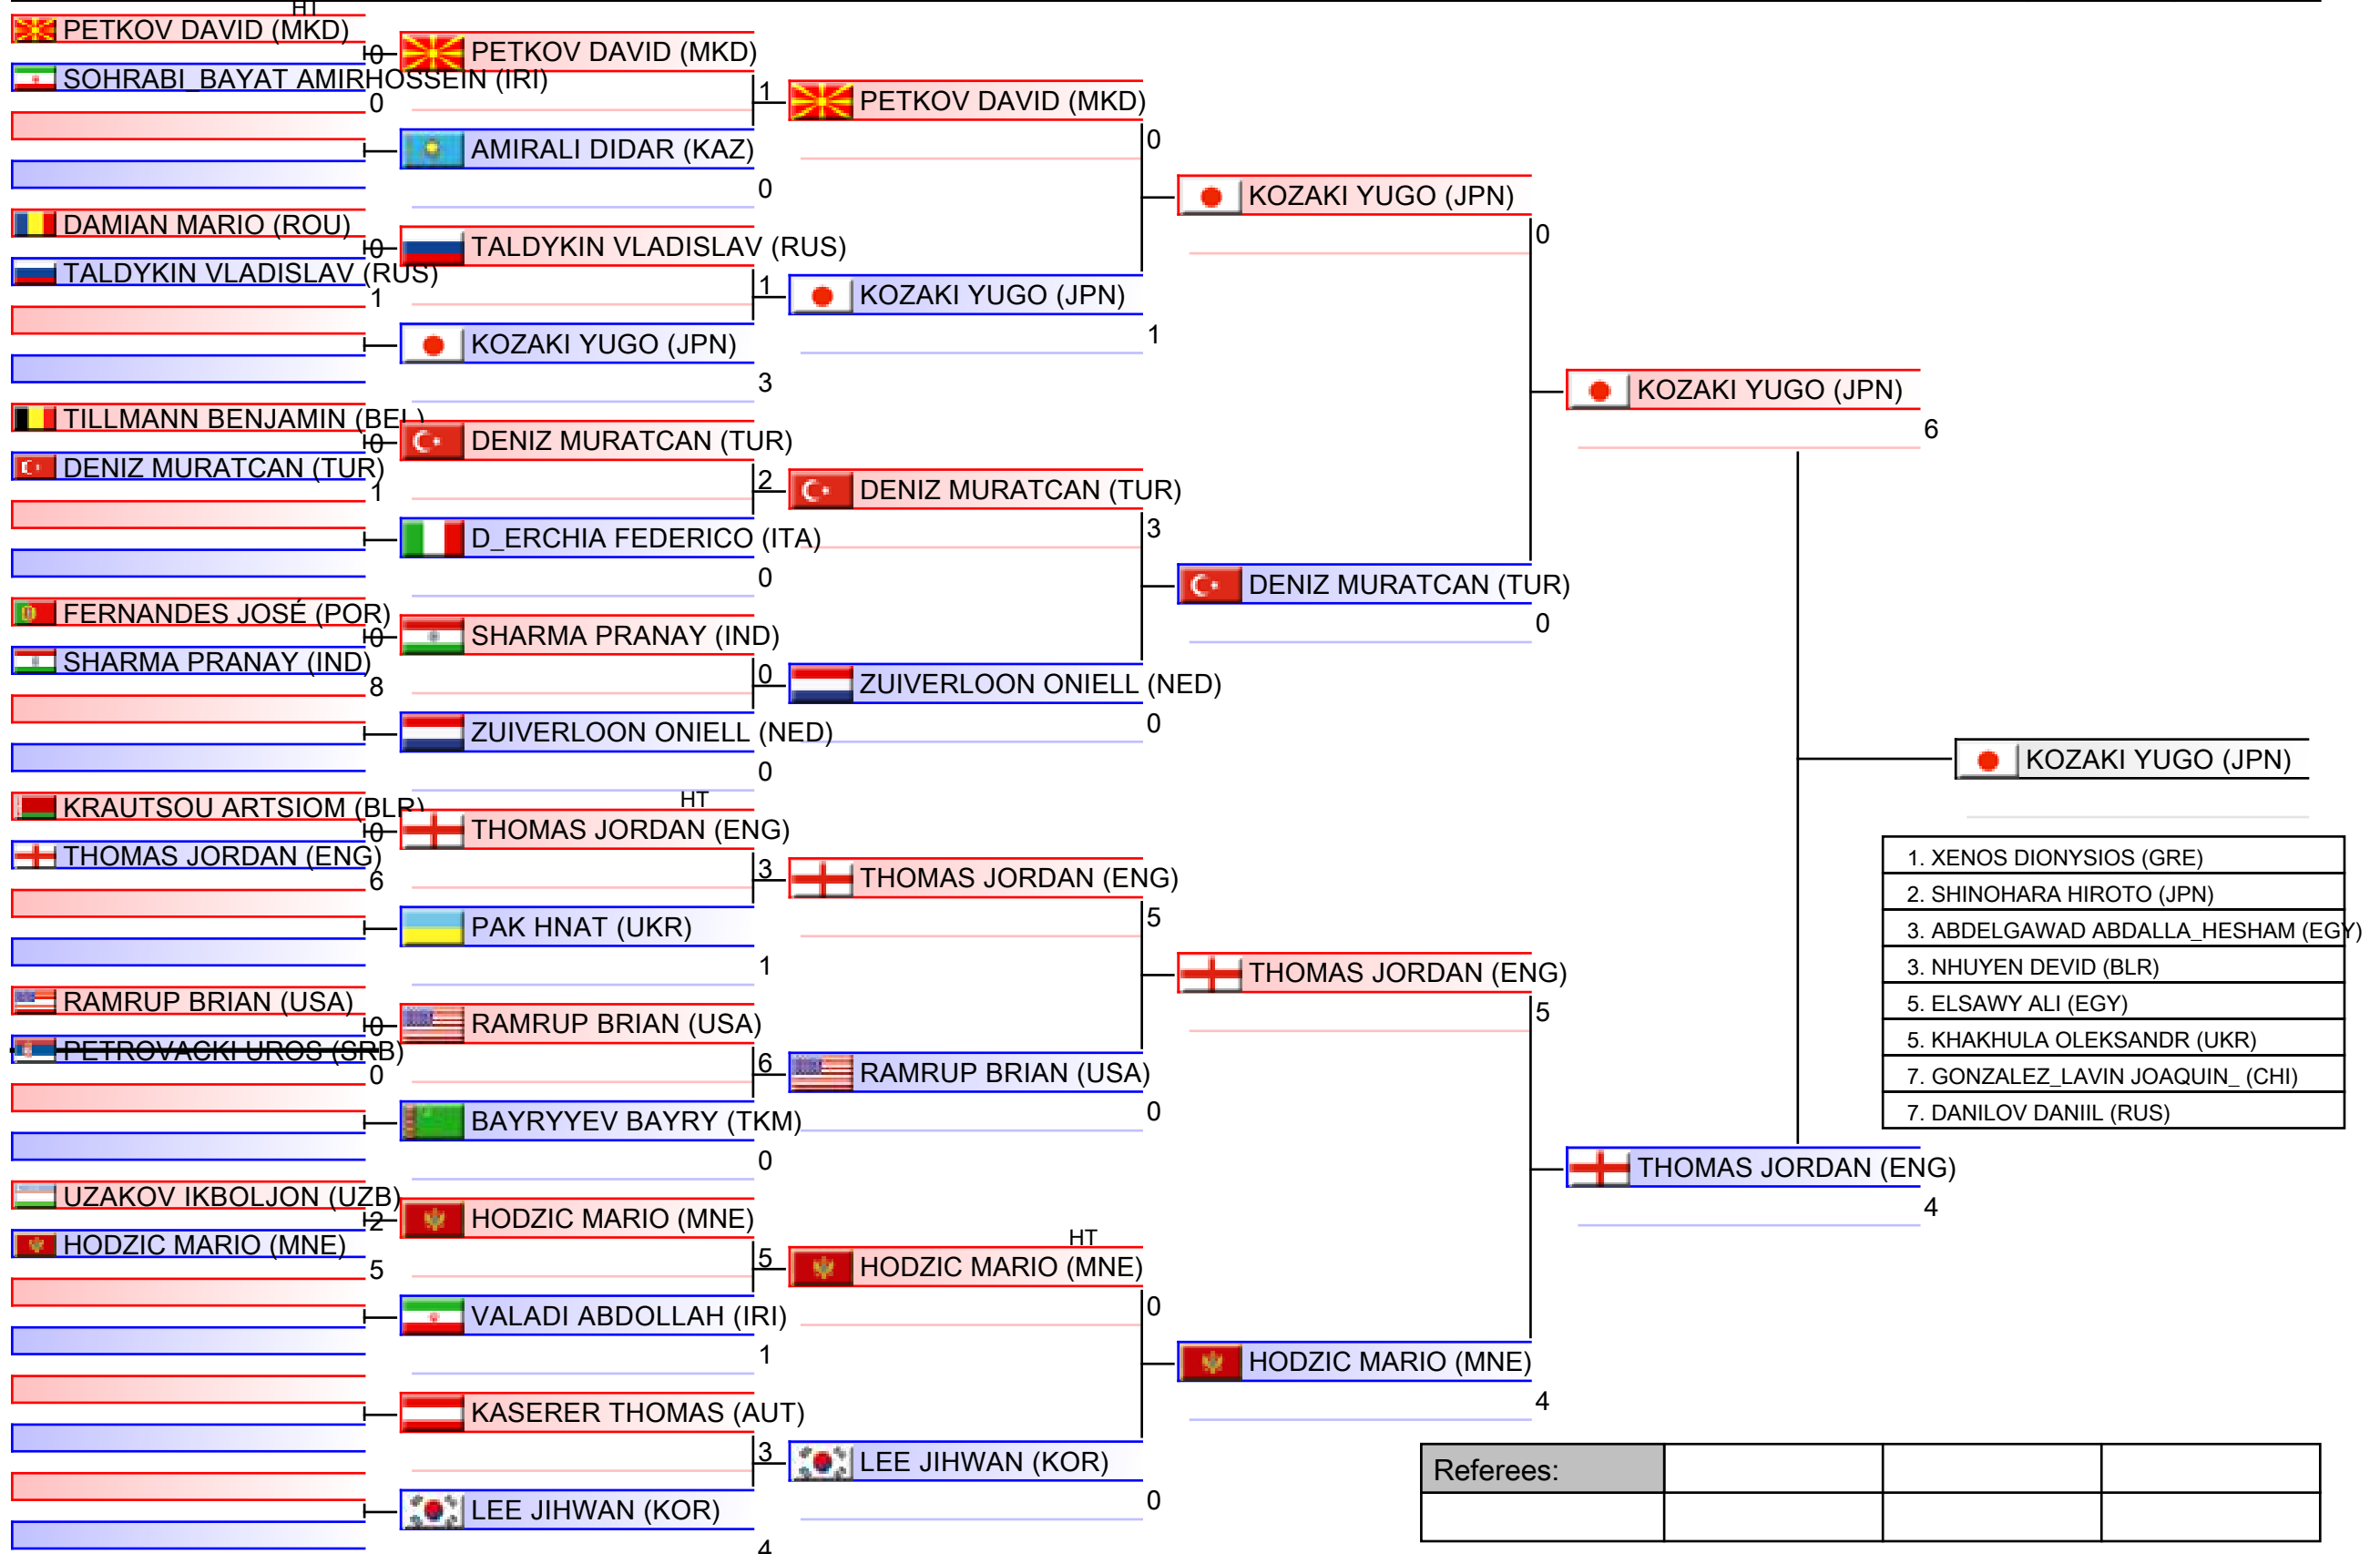 HT
PETKOV DAVID (MKD)
0
SOHRABI_BAYAT AMIRHOSSEIN (IRI)
0
DAMIAN MARIO (ROU)
0
TALDYKIN VLADISLAV (RUS)
1
TILLMANN BENJAMIN (BEL)
0
DENIZ MURATCAN (TUR)
1
FERNANDES JOSÉ (POR)
0
SHARMA PRANAY (IND)
8
KRAUTSOU ARTSIOM (BLR)
0
THOMAS JORDAN (ENG)
6
RAMRUP BRIAN (USA)
0
PETROVACKI UROS (SRB)
0
UZAKOV IKBOLJON (UZB)
2
HODZIC MARIO (MNE)
5
PETKOV DAVID (MKD)
1
AMIRALI DIDAR (KAZ)
0
TALDYKIN VLADISLAV (RUS)
1
KOZAKI YUGO (JPN)
3
DENIZ MURATCAN (TUR)
2
D_ERCHIA FEDERICO (ITA)
0
SHARMA PRANAY (IND)
0
ZUIVERLOON ONIELL (NED)
0
HT
THOMAS JORDAN (ENG)
3
PAK HNAT (UKR)
1
RAMRUP BRIAN (USA)
6
BAYRYYEV BAYRY (TKM)
0
HODZIC MARIO (MNE)
5
VALADI ABDOLLAH (IRI)
1
KASERER THOMAS (AUT)
3
LEE JIHWAN (KOR)
4
PETKOV DAVID (MKD)
0
KOZAKI YUGO (JPN)
1
DENIZ MURATCAN (TUR)
3
ZUIVERLOON ONIELL (NED)
0
THOMAS JORDAN (ENG)
5
RAMRUP BRIAN (USA)
0
HT
HODZIC MARIO (MNE)
0
LEE JIHWAN (KOR)
0
KOZAKI YUGO (JPN)
0
DENIZ MURATCAN (TUR)
0
THOMAS JORDAN (ENG)
5
HODZIC MARIO (MNE)
4
KOZAKI YUGO (JPN)
6
THOMAS JORDAN (ENG)
4
KOZAKI YUGO (JPN)
1. XENOS DIONYSIOS (GRE)
2. SHINOHARA HIROTO (JPN)
3. ABDELGAWAD ABDALLA_HESHAM (EGY)
3. NHUYEN DEVID (BLR)
5. ELSAWY ALI (EGY)
5. KHAKHULA OLEKSANDR (UKR)
7. GONZALEZ_LAVIN JOAQUIN_ (CHI)
7. DANILOV DANIIL (RUS)
Referees: